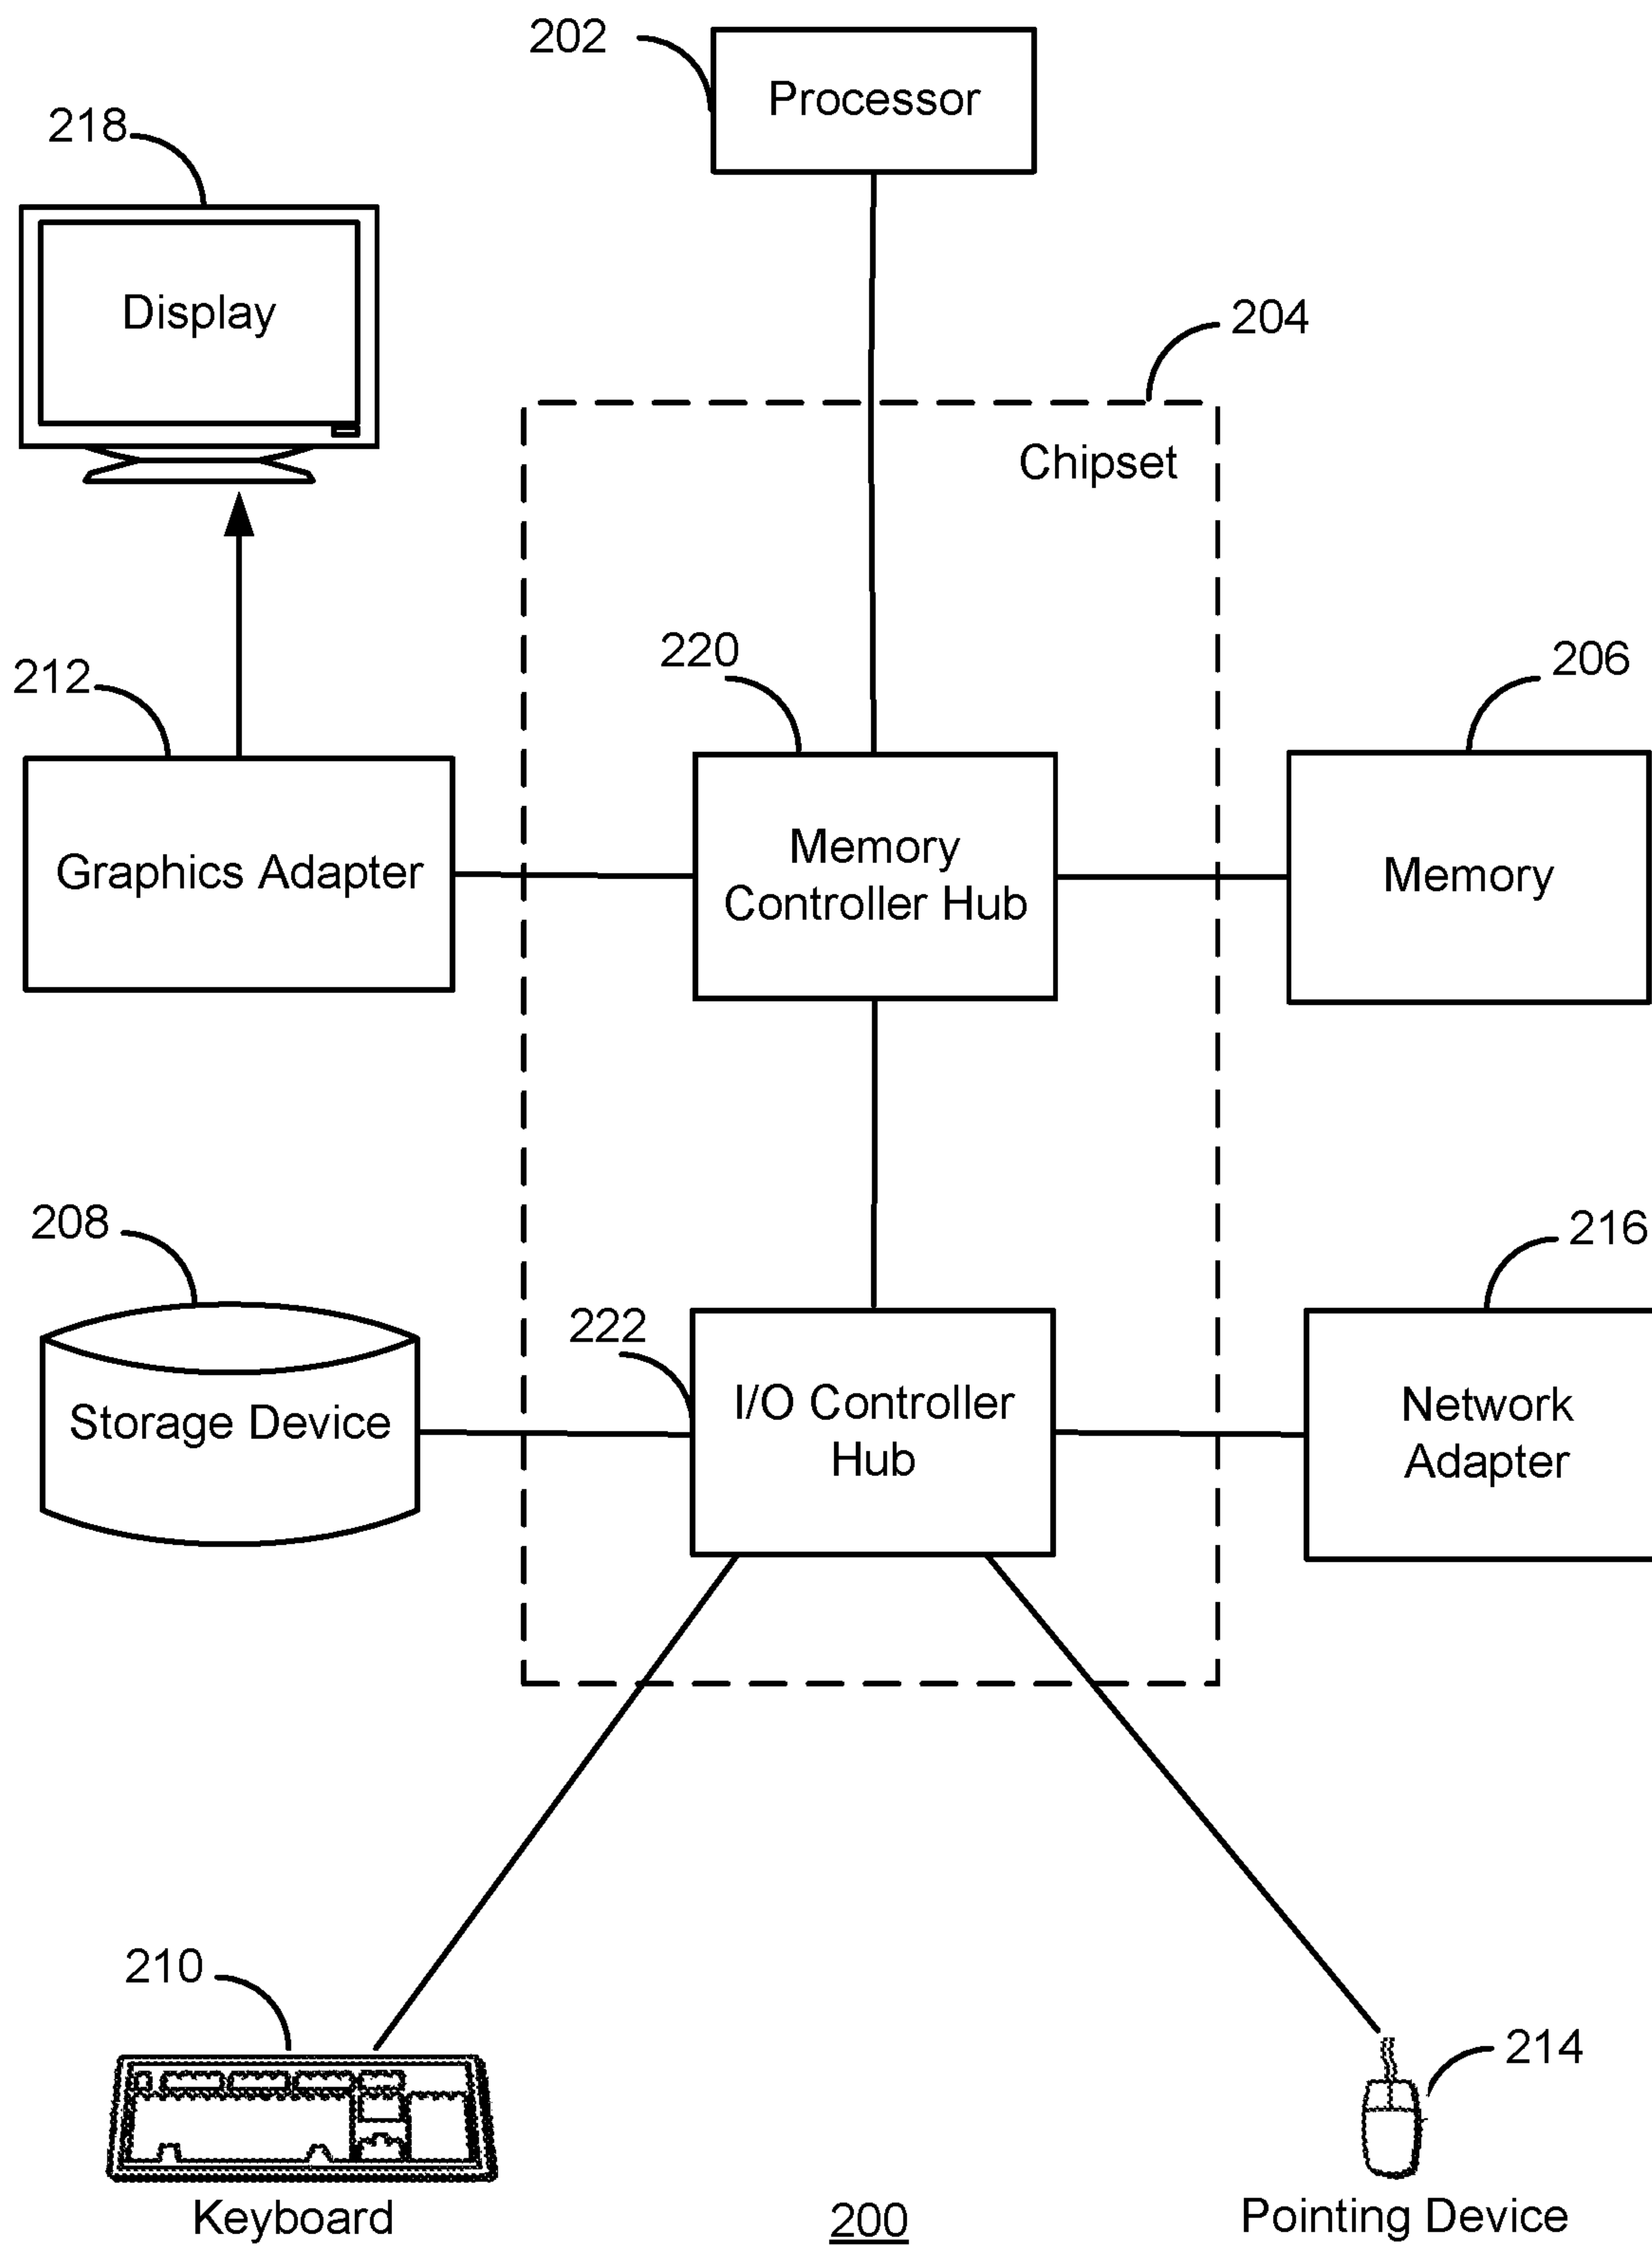 202
Processor
218
Display
204
Chipset
220
206
212
Memory
Controller Hub
Graphics Adapter
Memory
208
216
222
I/O Controller
Hub
Storage Device
Network
Adapter
210
214
Keyboard
200
Pointing Device